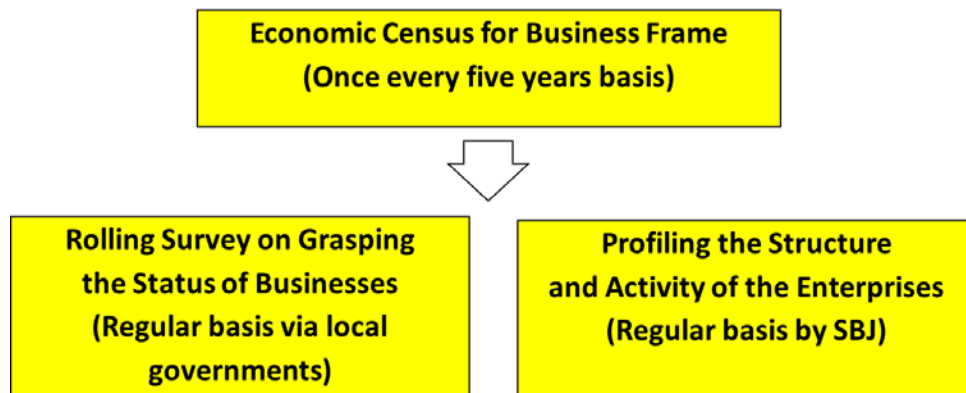 Economic Census for Business Frame
(Once every five years basis)
Rolling Survey on Grasping
the Status of Businesses
(Regular basis via local
governments)
Profiling the Structure
and Activity of the Enterprises
(Regular basis by SBJ)